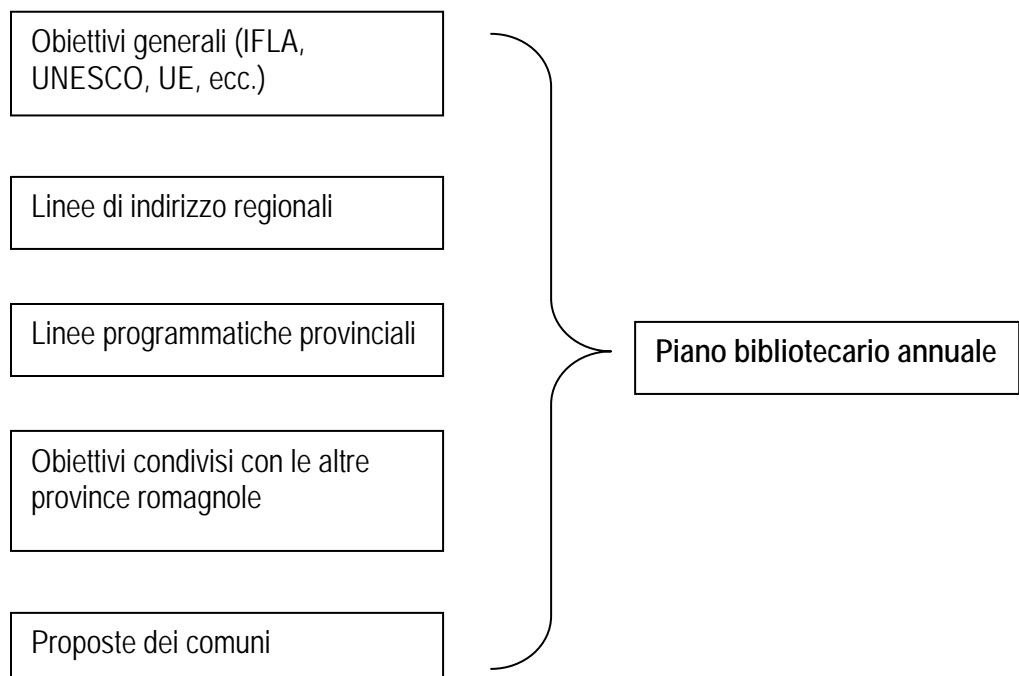 Obiettivi generali (IFLA,
UNESCO, UE, ecc.)
Linee di indirizzo regionali
Linee programmatiche provinciali
Obiettivi condivisi con le altre
province romagnole
Proposte dei comuni
Piano bibliotecario annuale